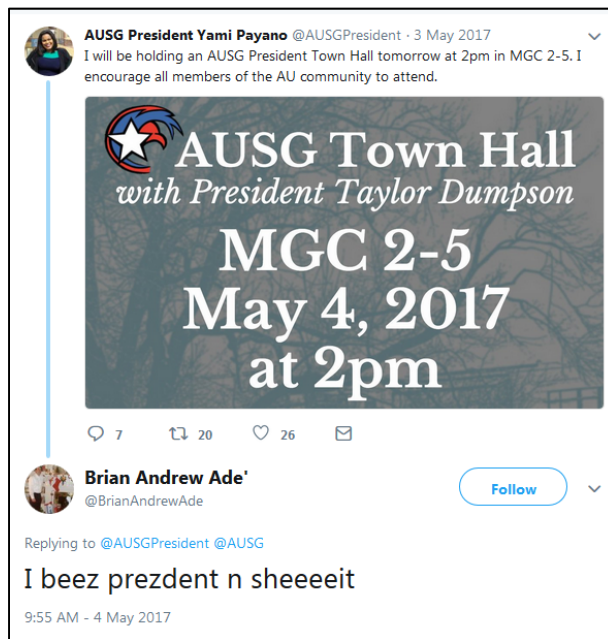 AUSG President Yami Payano @AUSGPresident · 3 May 2017
I will be holding an AUSG President Town Hall tomorrow at 2pm in MGC 2-5. I
encourage all members of the AU community to attend.
AUSG Town Hall
with President Taylor Dumpson
MGC 2-5
May 4, 2017
at 2pm
7 20 26
Brian Andrew Ade'
@BrianAndrewAde
Follow
Replying to @AUSGPresident @AUSG
I beez prezdent n sheeeeit
9:55 AM - 4 May 2017